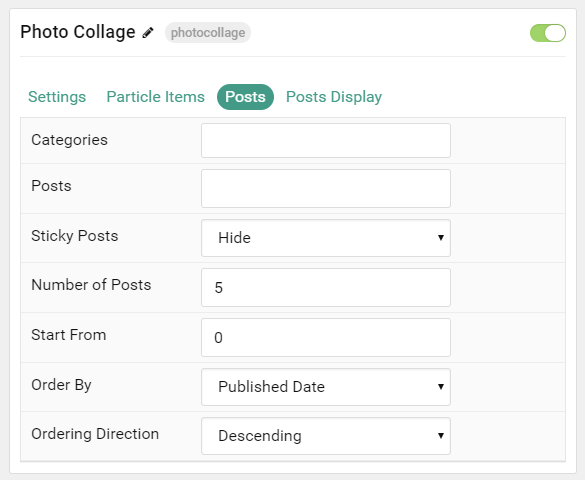 Photo Collage photocollage
Settings Particle Items Posts Posts Display
Categories
Posts
Sticky Posts Hide
Number of Posts 5
Start From 0
Order By Published Date
Ordering Direction Descending